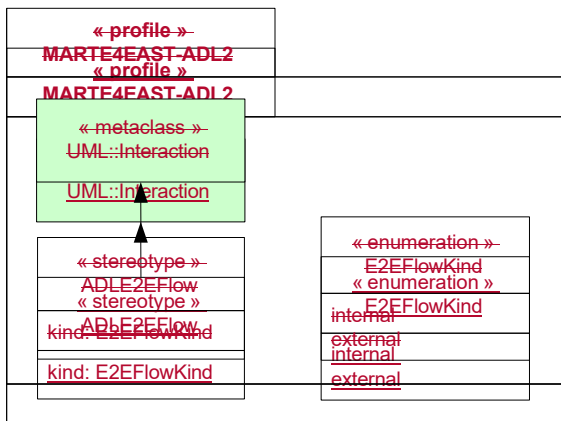 « profile »
MARTE4EAST-ADL2
« profile »
MARTE4EAST-ADL2
« metaclass »
UML::Interaction
UML::Interaction
« stereotype »
ADLE2EFlow
« stereotype »
ADLE2EFlow
kind: E2EFlowKind
kind: E2EFlowKind
« enumeration »
E2EFlowKind
« enumeration »
E2EFlowKind
internal
external
internal
external